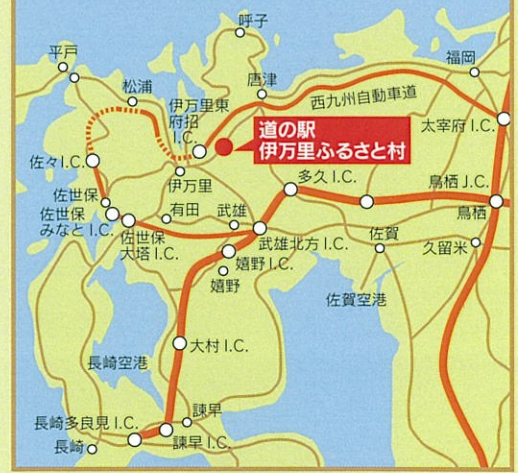 呼子
平戸
福岡
松浦
唐津
西九州自動車道
伊万里東
府招
I.C.
太宰府 I.C.
道の駅
伊万里ふるさと村
佐々 I.C.
伊万里
多久 I.C.
鳥栖 J.C.
佐世保
有田
武雄
鳥栖
佐世保
みなと I.C.
佐世保
大塔 I.C.
武雄北方 I.C.
佐賀
久留米
嬉野 I.C.
嬉野
佐賀空港
大村 I.C.
長崎空港
諫早
長崎多良見 I.C.
長崎
諫早 I.C.